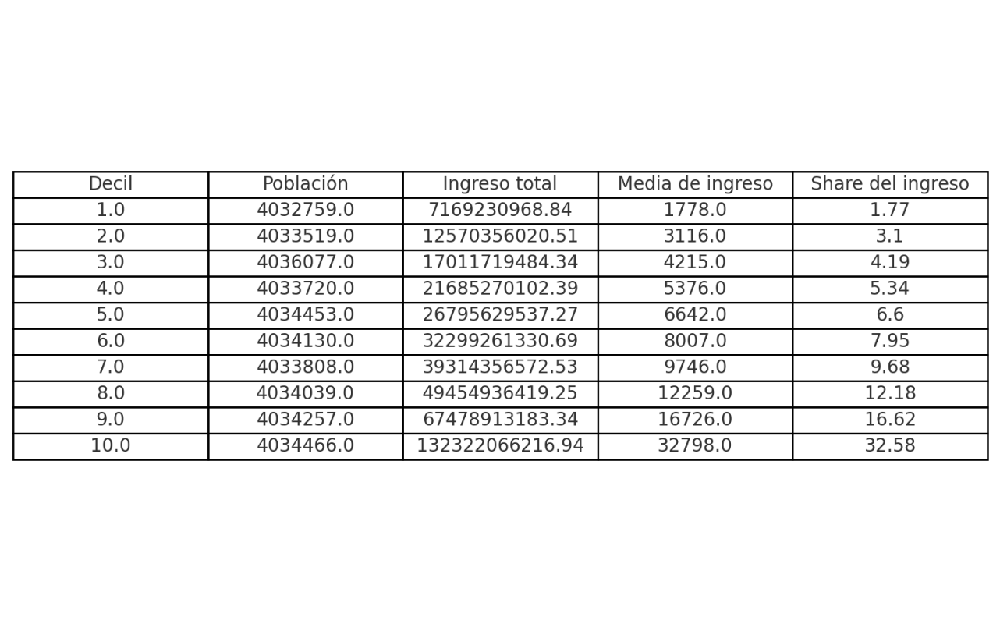 Decil Población Ingreso total Media de ingreso Share del ingreso
1.0 4032759.0 7169230968.84 1778.0 1.77
2.0 4033519.0 12570356020.51 3116.0 3.1
3.0 4036077.0 17011719484.34 4215.0 4.19
4.0 4033720.0 21685270102.39 5376.0 5.34
5.0 4034453.0 26795629537.27 6642.0 6.6
6.0 4034130.0 32299261330.69 8007.0 7.95
7.0 4033808.0 39314356572.53 9746.0 9.68
8.0 4034039.0 49454936419.25 12259.0 12.18
9.0 4034257.0 67478913183.34 16726.0 16.62
10.0 4034466.0 132322066216.94 32798.0 32.58